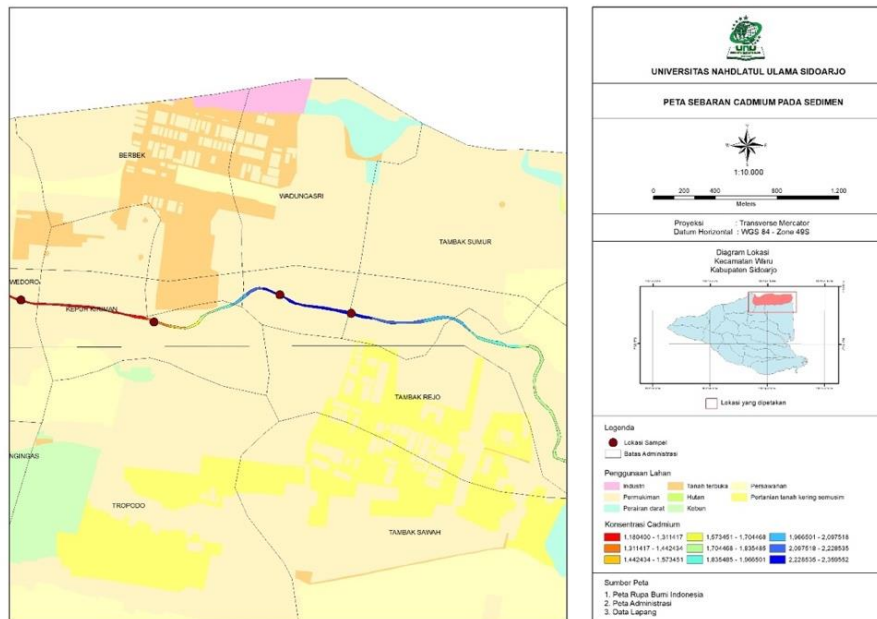 BERBEK
WADUNGASRI
TAMBAK SUMUR
WEDORO
KEPUH KIRIMAN
TAMBAK REJO
NGINGAS
TROPODO
TAMBAK SAWAH
UNU
UNIVERSITAS NAHDLATUL ULAMA SIDOARJO
PETA SEBARAN CADMIUM PADA SEDIMEN
1:10.000
0 200 400 800 1.200
Meters
Proyeksi : Transverse Mercator
Datum Horizontal : WGS 84 - Zone 49S
Diagram Lokasi
Kecamatan Waru
Kabupaten Sidoarjo
Lokasi yang dipetakan
Legenda
Lokasi Sampel
Batas Administrasi
Penggunaan Lahan
Industri Tanah terbuka Persawahan
Permukiman Hutan Pertanian tanah kering semusim
Perairan darat Kebun
Konsentrasi Cadmium
1,180400 - 1,311417 1,573451 - 1,704468 1,966501 - 2,097518
1,311417 - 1,442434 1,704468 - 1,835485 2,097518 - 2,228535
1,442434 - 1,573451 1,835485 - 1,966501 2,228535 - 2,359552
Sumber Peta
1. Peta Rupa Bumi Indonesia
2. Peta Administrasi
3. Data Lapang